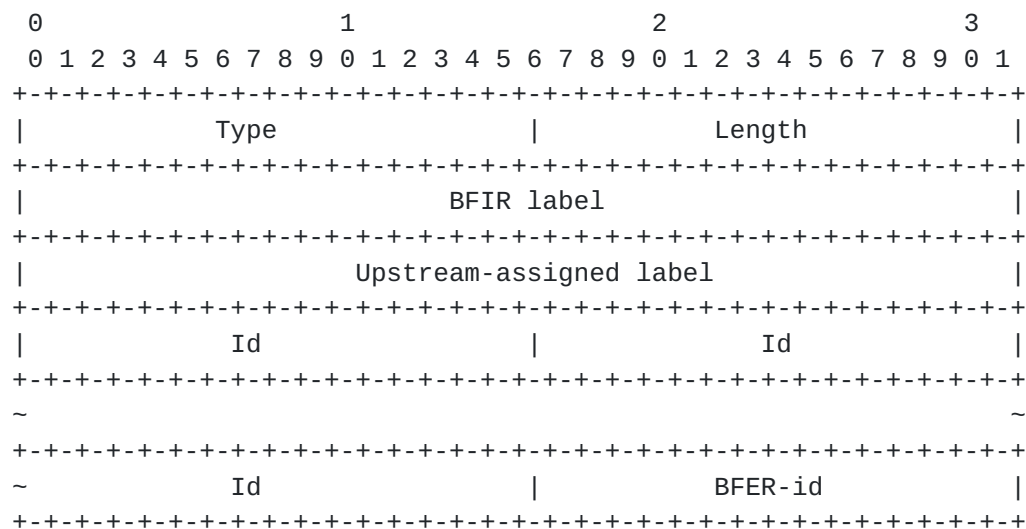 0                   1                   2                   3
 0 1 2 3 4 5 6 7 8 9 0 1 2 3 4 5 6 7 8 9 0 1 2 3 4 5 6 7 8 9 0 1
+-+-+-+-+-+-+-+-+-+-+-+-+-+-+-+-+-+-+-+-+-+-+-+-+-+-+-+-+-+-+-+-+
|            Type                |           Length             |
+-+-+-+-+-+-+-+-+-+-+-+-+-+-+-+-+-+-+-+-+-+-+-+-+-+-+-+-+-+-+-+-+
|                           BFIR label                          |
+-+-+-+-+-+-+-+-+-+-+-+-+-+-+-+-+-+-+-+-+-+-+-+-+-+-+-+-+-+-+-+-+
|                     Upstream-assigned label                   |
+-+-+-+-+-+-+-+-+-+-+-+-+-+-+-+-+-+-+-+-+-+-+-+-+-+-+-+-+-+-+-+-+
|             Id                 |              Id              |
+-+-+-+-+-+-+-+-+-+-+-+-+-+-+-+-+-+-+-+-+-+-+-+-+-+-+-+-+-+-+-+-+
~                                                               ~
+-+-+-+-+-+-+-+-+-+-+-+-+-+-+-+-+-+-+-+-+-+-+-+-+-+-+-+-+-+-+-+-+
~             Id                 |           BFER-id            |
+-+-+-+-+-+-+-+-+-+-+-+-+-+-+-+-+-+-+-+-+-+-+-+-+-+-+-+-+-+-+-+-+